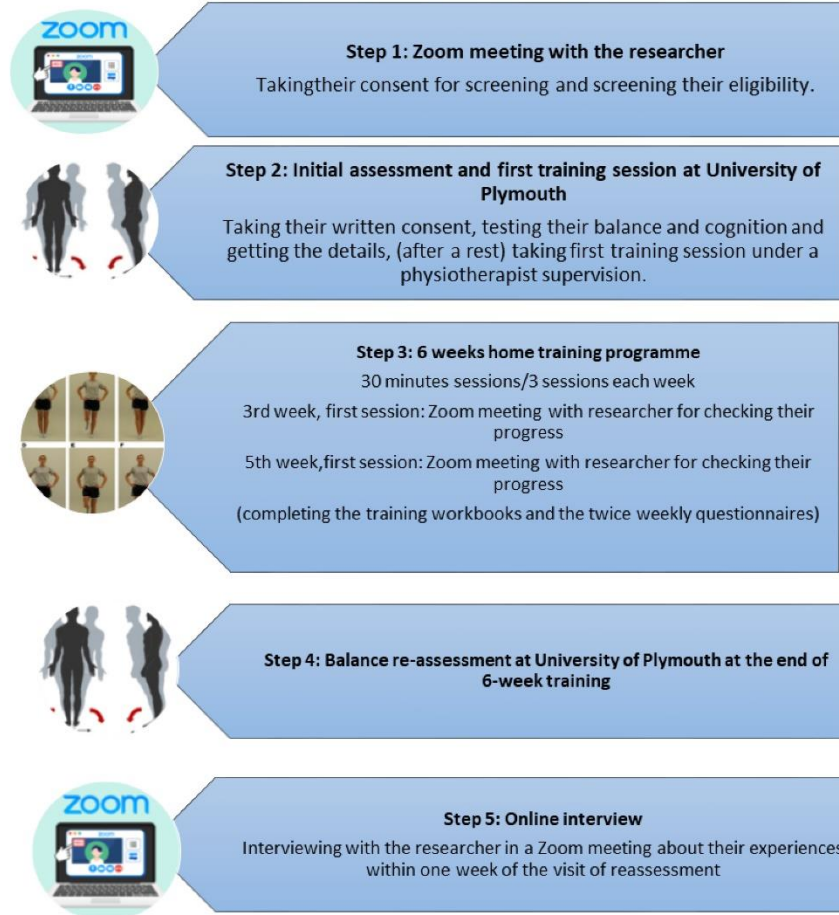 zoom
Step 1: Zoom meeting with the researcher
Takingtheir consent for screening and screening their eligibility.
Step 2: Initial assessment and first training session at University of
Plymouth
Taking their written consent, testing their balance and cognition and
getting the details, (after a rest) taking first training session under a
physiotherapist supervision.
Step 3: 6 weeks home training programme
30 minutes sessions/3 sessions each week
3rd week, first session: Zoom meeting with researcher for checking their
progress
5th week,first session: Zoom meeting with researcher for checking their
progress
(completing the training workbooks and the twice weekly questionnaires)
D E F
Step 4: Balance re-assessment at University of Plymouth at the end of
6-week training
zoom
Step 5: Online interview
Interviewing with the researcher in a Zoom meeting about their experiences
within one week of the visit of reassessment